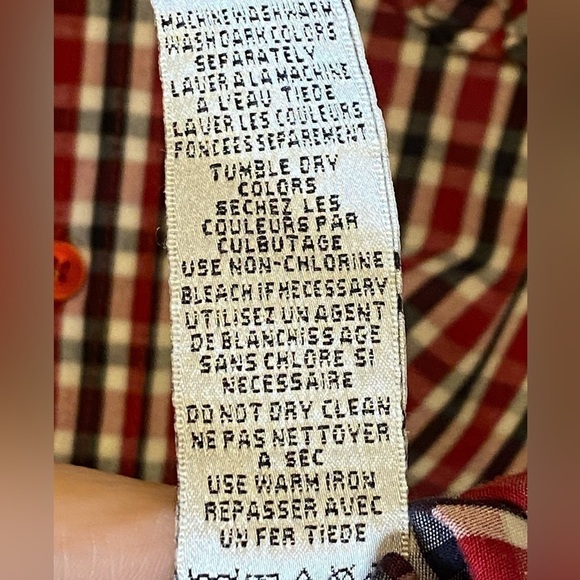 MACHINE WASH WARM
WASH DARK COLORS
SEPARATELY
LAVER A LA MACHINE
A L'EAU TIEDE
LAVER LES COULEURS
FONCEES SEPAREMENT
TUMBLE DRY
COLORS
SECHEZ LES
COULEURS PAR
CULBUTAGE
USE NON-CHLORINE
BLEACH IF NECESSARY
UTILISEZ UN AGENT
DE BLANCHISSAGE
SANS CHLORE SI
NECESSAIRE
DO NOT DRY CLEAN
NE PAS NETTOYER
A SEC
USE WARM IRON
REPASSER AVEC
UN FER TIEDE